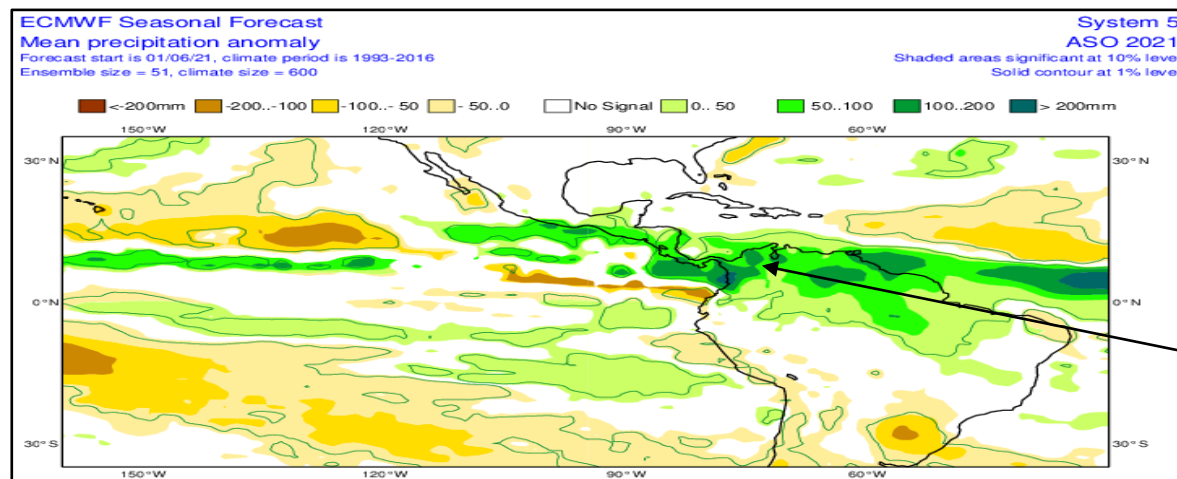 ECMWF Seasonal Forecast System 5
Mean precipitation anomaly ASO 2021
Forecast start is 01/06/21, climate period is 1993-2016 Shaded areas significant at 10% leve
Ensemble size = 51, climate size = 600 Solid contour at 1% leve
<-200mm -200..-100 -100..- 50 - 50..0 No Signal 0.. 50 50..100 100..200 > 200mm
150°W 120°W 90°W 60°W
30°N 30°N
0°N 0°N
30°S 30°S
150°W 120°W 90°W 60°W